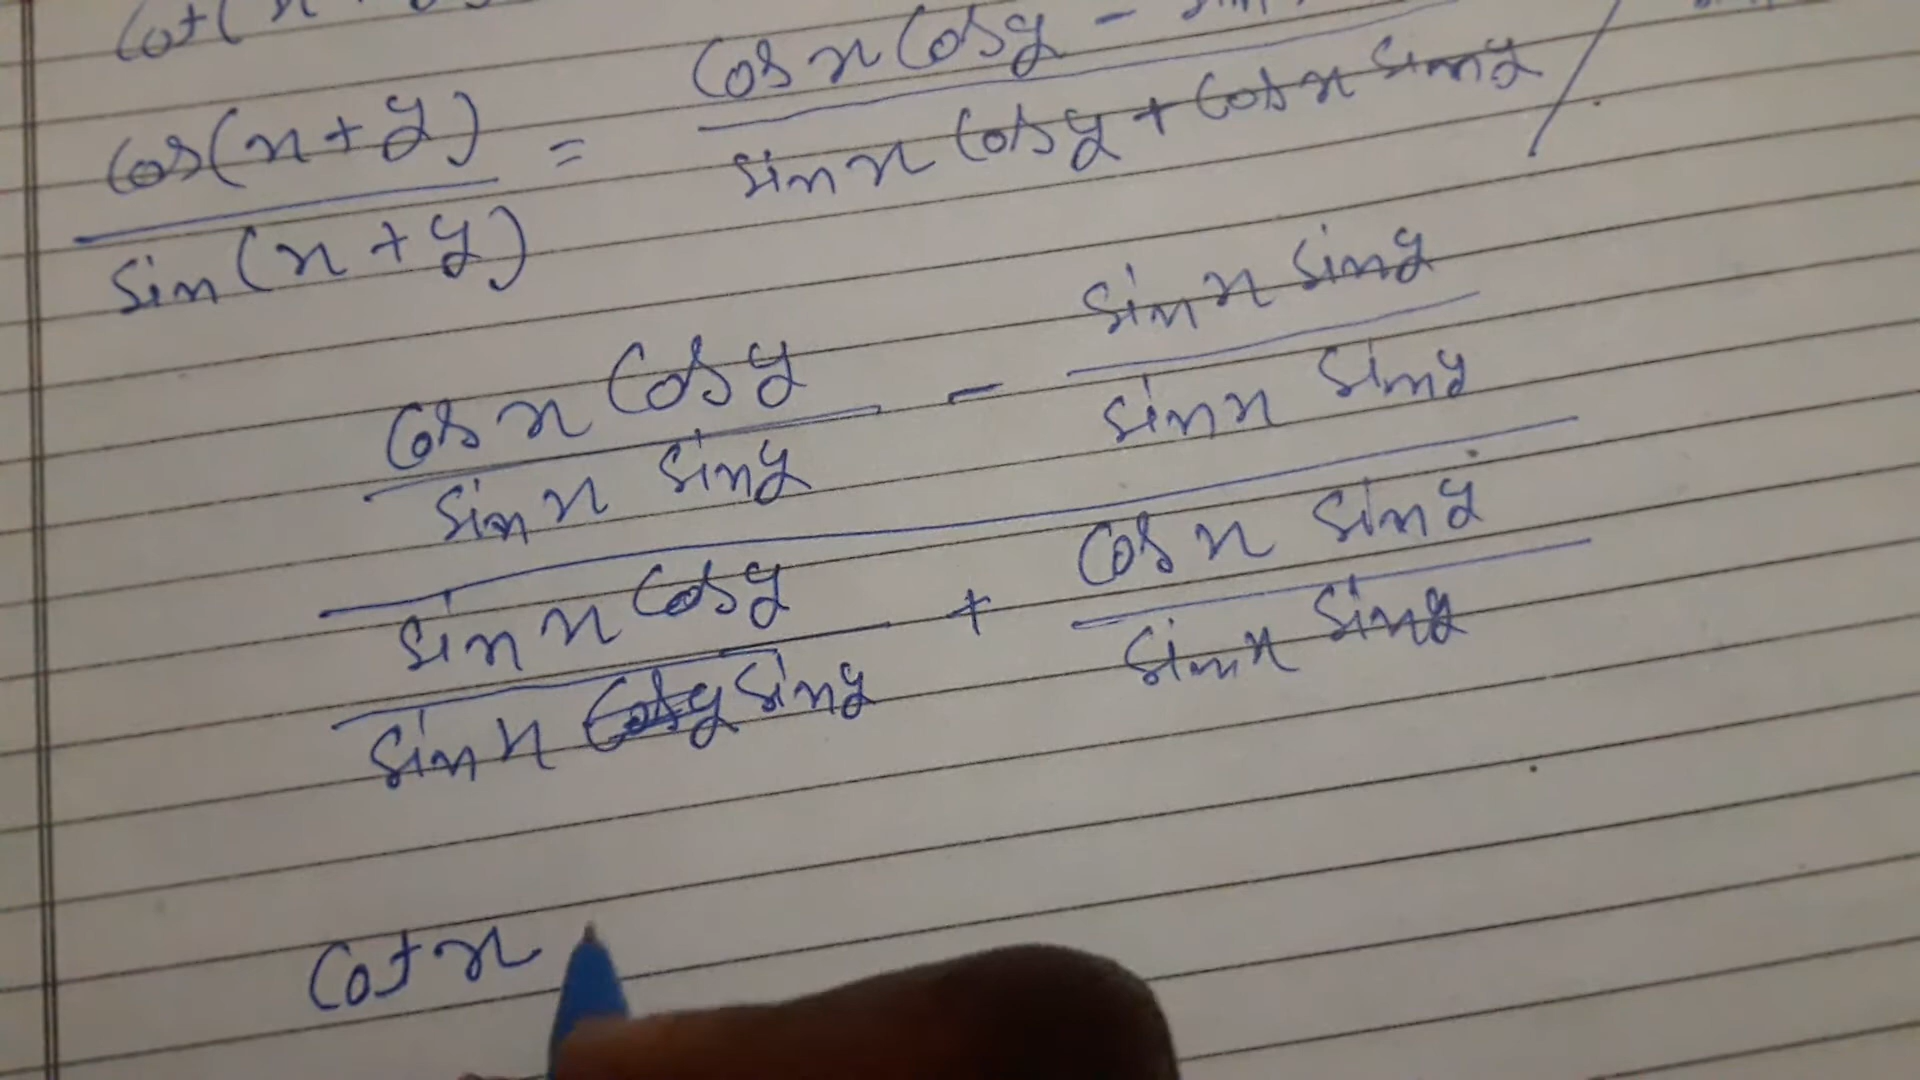 Cot(x +
cos(x+y) / sin(x+y) = Cos x Cos y - / sin x Cos y + Cos x sin y
Cos x Cos y / sin x sin y - sin x sin y / sin x sin y
sin x Cos y / sin x sin y + Cos x sin y / sin x sin y
Cot x